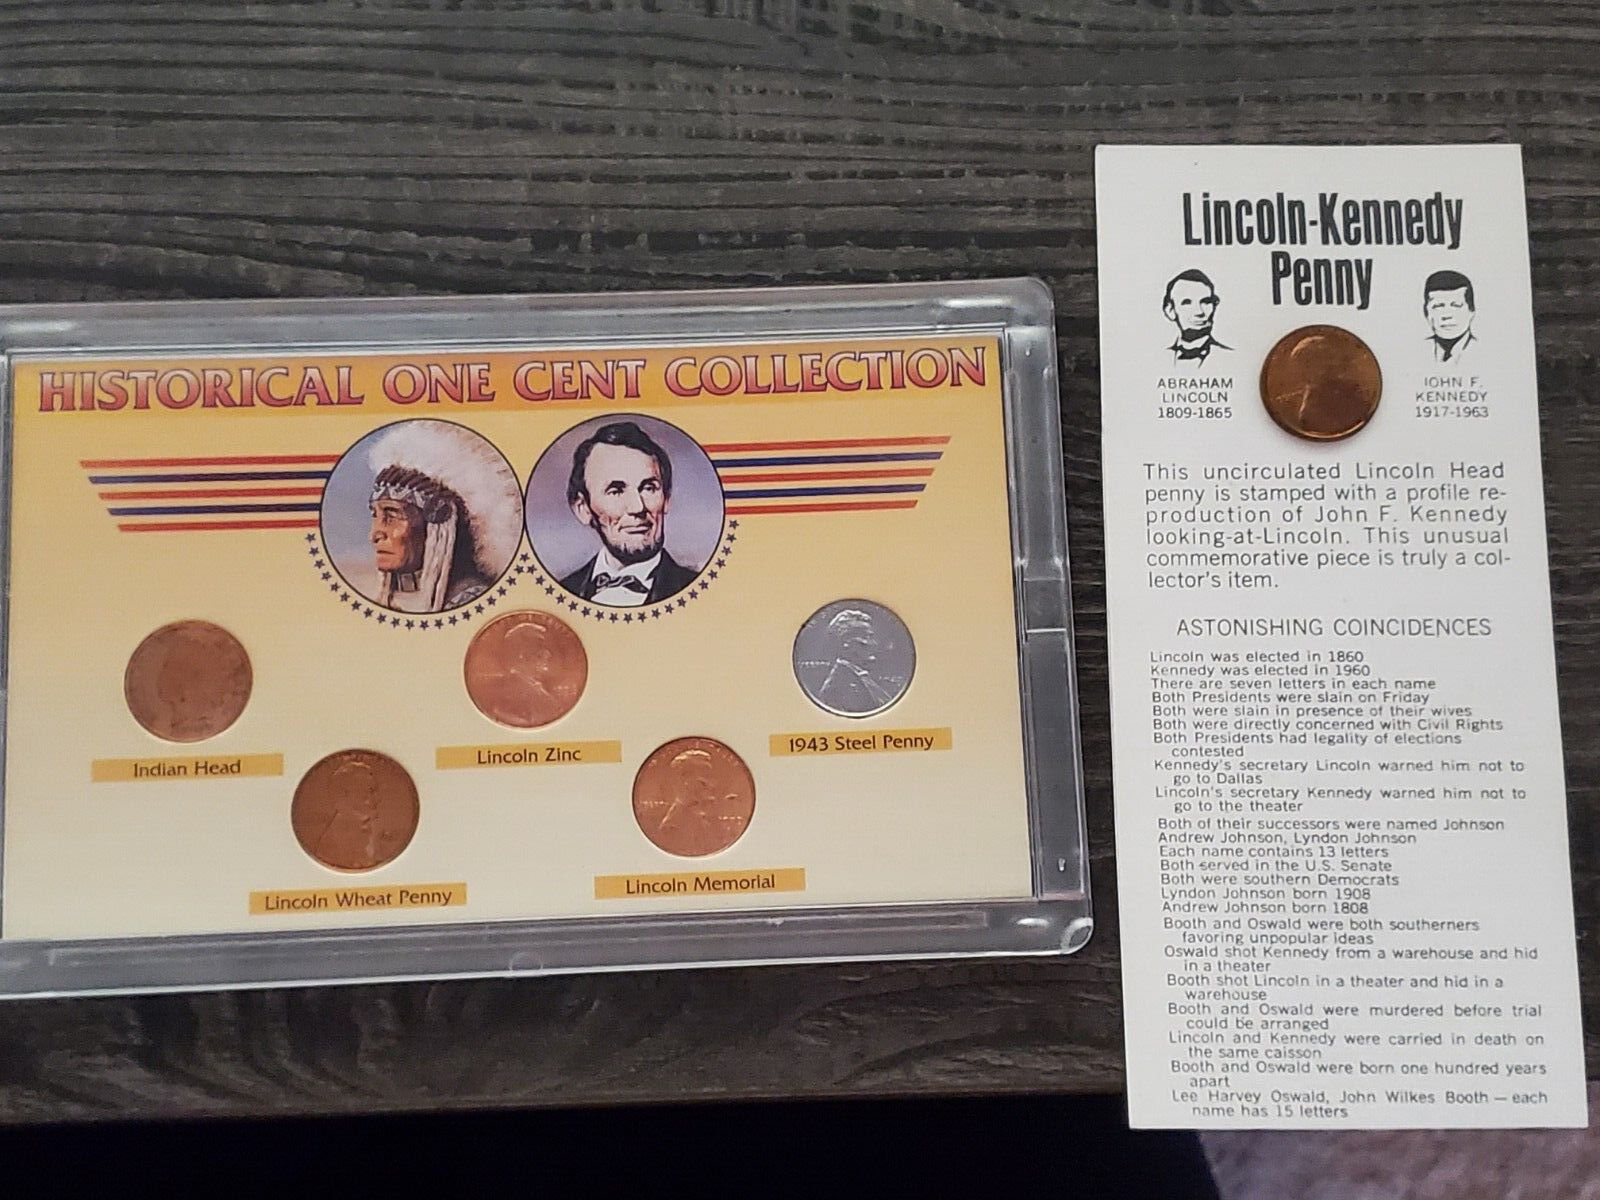 HISTORICAL ONE CENT COLLECTION
Indian Head
Lincoln Zinc
1943 Steel Penny
Lincoln Wheat Penny
Lincoln Memorial
Lincoln-Kennedy
Penny
ABRAHAM
LINCOLN
1809-1865
JOHN F.
KENNEDY
1917-1963
This uncirculated Lincoln Head
penny is stamped with a profile re-
production of John F. Kennedy
looking-at-Lincoln. This unusual
commemorative piece is truly a col-
lector's item.
ASTONISHING COINCIDENCES
Lincoln was elected in 1860
Kennedy was elected in 1960
There are seven letters in each name
Both Presidents were slain on Friday
Both were slain in presence of their wives
Both were directly concerned with Civil Rights
Both Presidents had legality of elections
contested
Kennedy's secretary Lincoln warned him not to
go to Dallas
Lincoln's secretary Kennedy warned him not to
go to the theater
Both of their successors were named Johnson
Andrew Johnson, Lyndon Johnson
Each name contains 13 letters
Both served in the U.S. Senate
Both were southern Democrats
Lyndon Johnson born 1908
Andrew Johnson born 1808
Booth and Oswald were both southerners
favoring unpopular ideas
Oswald shot Kennedy from a warehouse and hid
in a theater
Booth shot Lincoln in a theater and hid in a
warehouse
Booth and Oswald were murdered before trial
could be arranged
Lincoln and Kennedy were carried in death on
the same caisson
Booth and Oswald were born one hundred years
apart
Lee Harvey Oswald, John Wilkes Booth — each
name has 15 letters